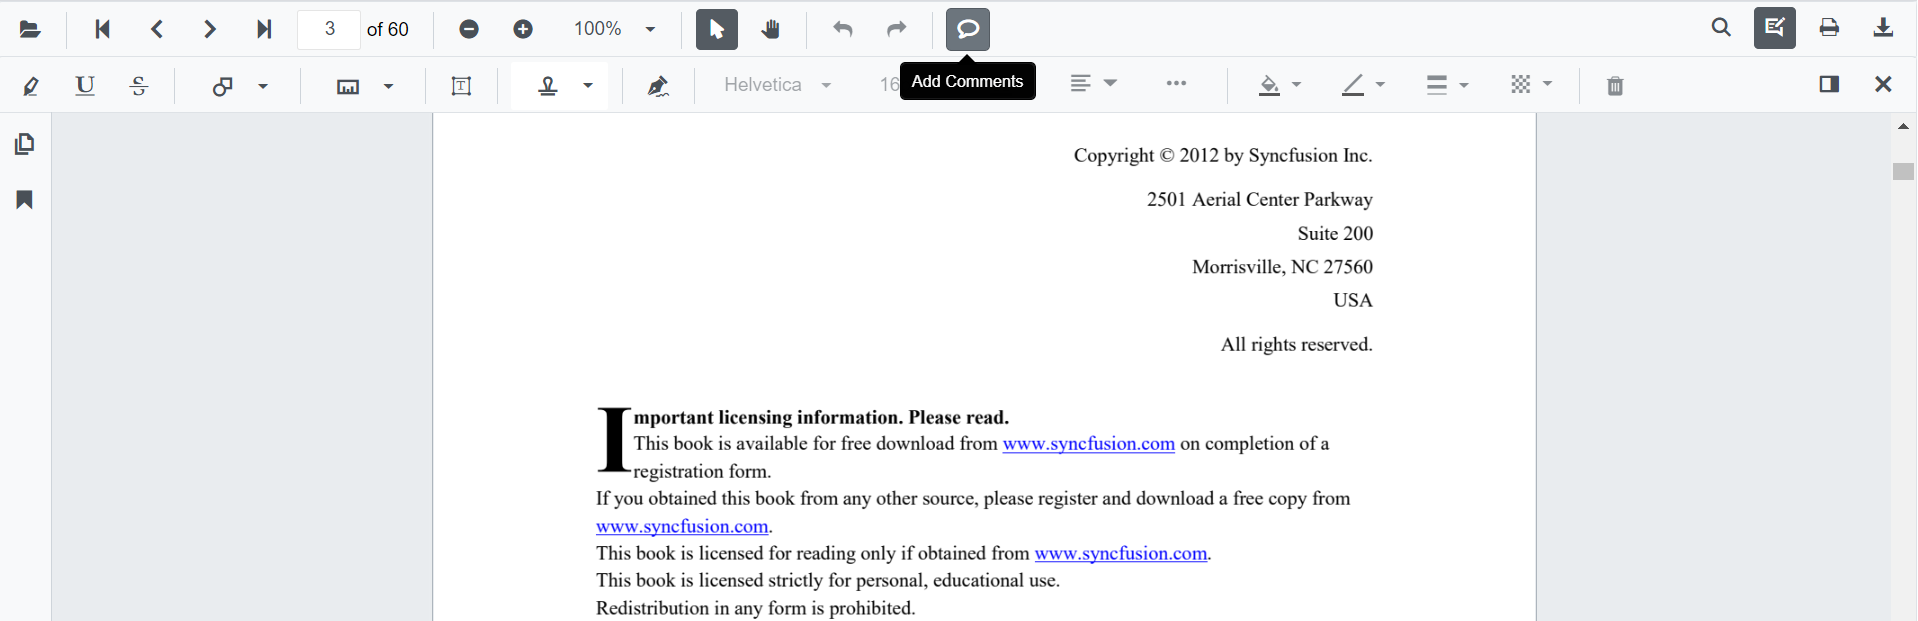 3 of 60
100%
Add Comments
U S
T
Helvetica
16
Copyright © 2012 by Syncfusion Inc.
2501 Aerial Center Parkway
Suite 200
Morrisville, NC 27560
USA
All rights reserved.
Important licensing information. Please read.
This book is available for free download from www.syncfusion.com on completion of a
registration form.
If you obtained this book from any other source, please register and download a free copy from
www.syncfusion.com.
This book is licensed for reading only if obtained from www.syncfusion.com.
This book is licensed strictly for personal, educational use.
Redistribution in any form is prohibited.